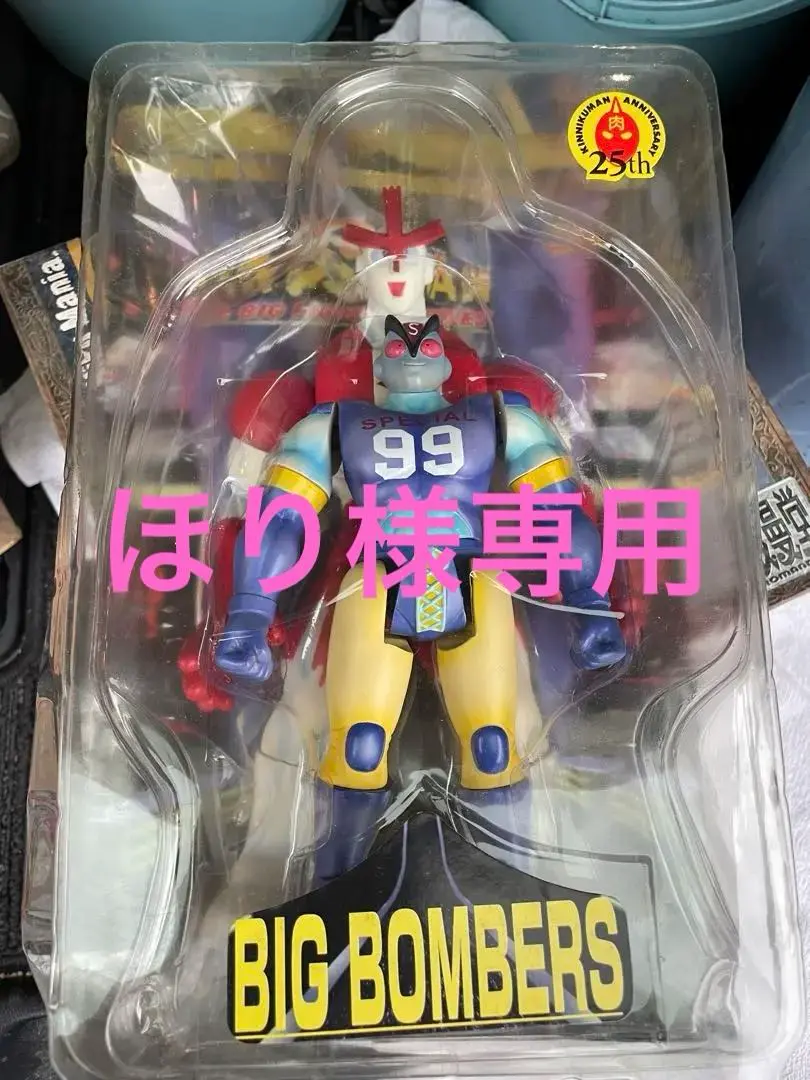 KINNIKUMAN ANNIVERSARY
肉
25th
Mania
S
SPECIAL
99
ほり様専用
BIG BOMBERS